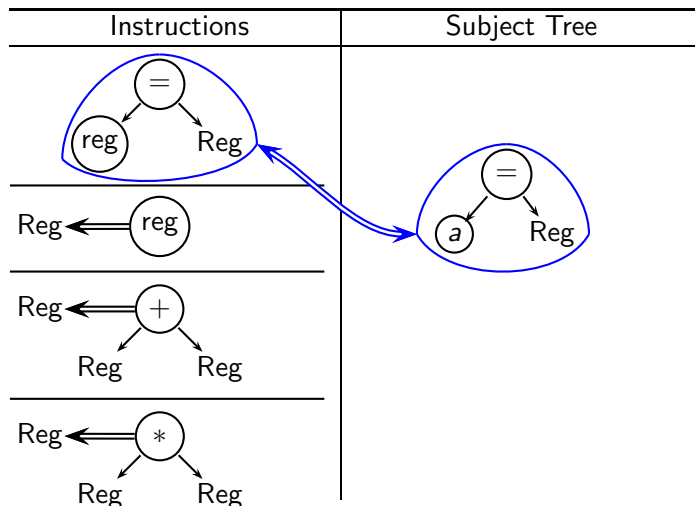 Instructions Subject Tree
=
reg Reg
=
a Reg
Reg reg
Reg +
Reg Reg
Reg *
Reg Reg